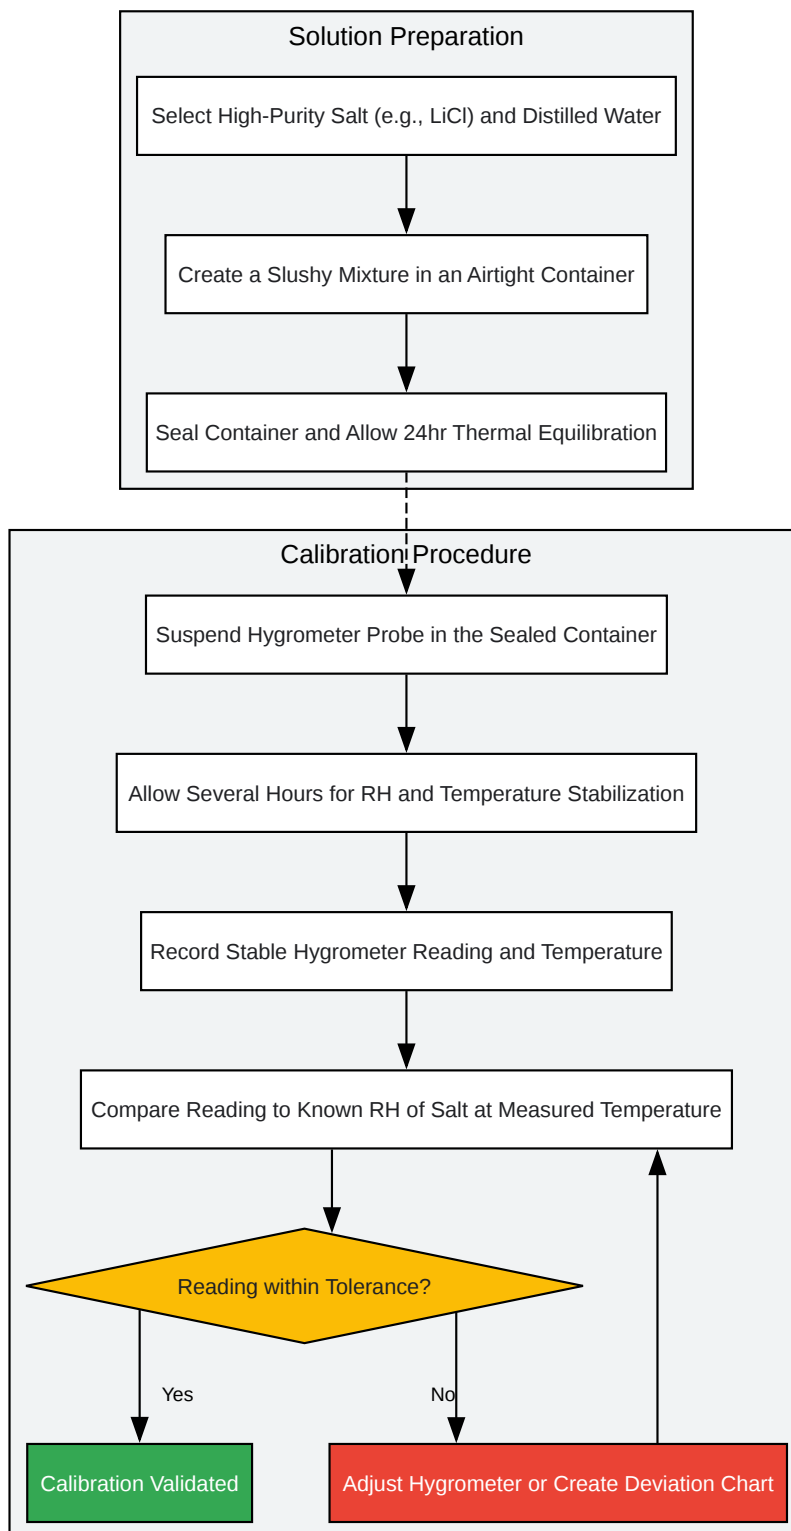 Solution Preparation
Select High-Purity Salt (e.g., LiCl) and Distilled Water
Create a Slushy Mixture in an Airtight Container
Seal Container and Allow 24hr Thermal Equilibration
Calibration Procedure
Suspend Hygrometer Probe in the Sealed Container
Allow Several Hours for RH and Temperature Stabilization
Record Stable Hygrometer Reading and Temperature
Compare Reading to Known RH of Salt at Measured Temperature
Reading within Tolerance?
Yes
No
Calibration Validated
Adjust Hygrometer or Create Deviation Chart